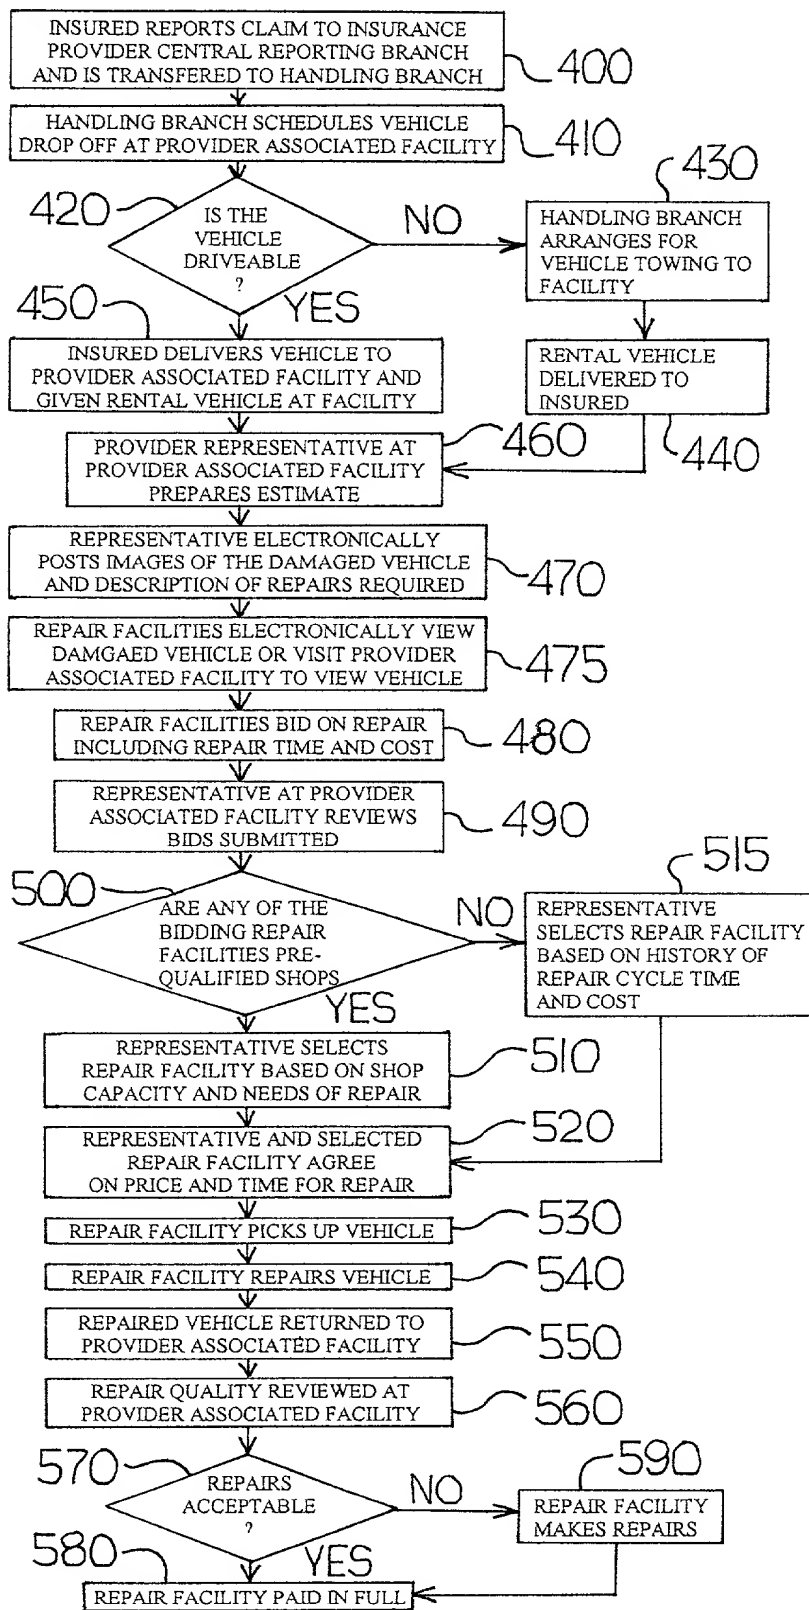 INSURED REPORTS CLAIM TO INSURANCE
PROVIDER CENTRAL REPORTING BRANCH
AND IS TRANSFERED TO HANDLING BRANCH
400
HANDLING BRANCH SCHEDULES VEHICLE
DROP OFF AT PROVIDER ASSOCIATED FACILITY
410
420
IS THE
VEHICLE
DRIVEABLE
?
NO
YES
430
HANDLING BRANCH
ARRANGES FOR
VEHICLE TOWING TO
FACILITY
RENTAL VEHICLE
DELIVERED TO
INSURED
440
450
INSURED DELIVERS VEHICLE TO
PROVIDER ASSOCIATED FACILITY AND
GIVEN RENTAL VEHICLE AT FACILITY
PROVIDER REPRESENTATIVE AT
PROVIDER ASSOCIATED FACILITY
PREPARES ESTIMATE
460
REPRESENTATIVE ELECTRONICALLY
POSTS IMAGES OF THE DAMAGED VEHICLE
AND DESCRIPTION OF REPAIRS REQUIRED
470
REPAIR FACILITIES ELECTRONICALLY VIEW
DAMGAED VEHICLE OR VISIT PROVIDER
ASSOCIATED FACILITY TO VIEW VEHICLE
475
REPAIR FACILITIES BID ON REPAIR
INCLUDING REPAIR TIME AND COST
480
REPRESENTATIVE AT PROVIDER
ASSOCIATED FACILITY REVIEWS
BIDS SUBMITTED
490
500
ARE ANY OF THE
BIDDING REPAIR
FACILITIES PRE-
QUALIFIED SHOPS
NO
YES
515
REPRESENTATIVE
SELECTS REPAIR FACILITY
BASED ON HISTORY OF
REPAIR CYCLE TIME
AND COST
REPRESENTATIVE SELECTS
REPAIR FACILITY BASED ON SHOP
CAPACITY AND NEEDS OF REPAIR
510
REPRESENTATIVE AND SELECTED
REPAIR FACILITY AGREE
ON PRICE AND TIME FOR REPAIR
520
REPAIR FACILITY PICKS UP VEHICLE
530
REPAIR FACILITY REPAIRS VEHICLE
540
REPAIRED VEHICLE RETURNED TO
PROVIDER ASSOCIATED FACILITY
550
REPAIR QUALITY REVIEWED AT
PROVIDER ASSOCIATED FACILITY
560
570
REPAIRS
ACCEPTABLE
?
NO
YES
590
REPAIR FACILITY
MAKES REPAIRS
580
REPAIR FACILITY PAID IN FULL